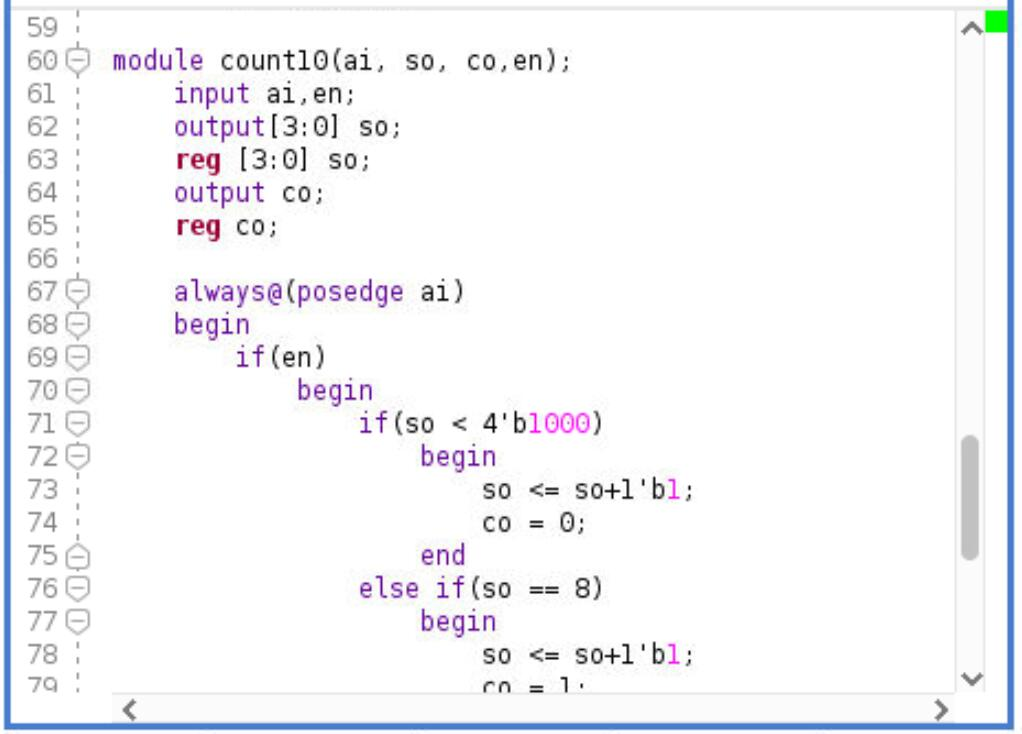 59
60 module count10(ai, so, co,en);
61 input ai,en;
62 output[3:0] so;
63 reg [3:0] so;
64 output co;
65 reg co;
66
67 always@(posedge ai)
68 begin
69 if(en)
70 begin
71 if(so < 4'b1000)
72 begin
73 so <= so+1'b1;
74 co = 0;
75 end
76 else if(so == 8)
77 begin
78 so <= so+1'b1;
79 co = 1;